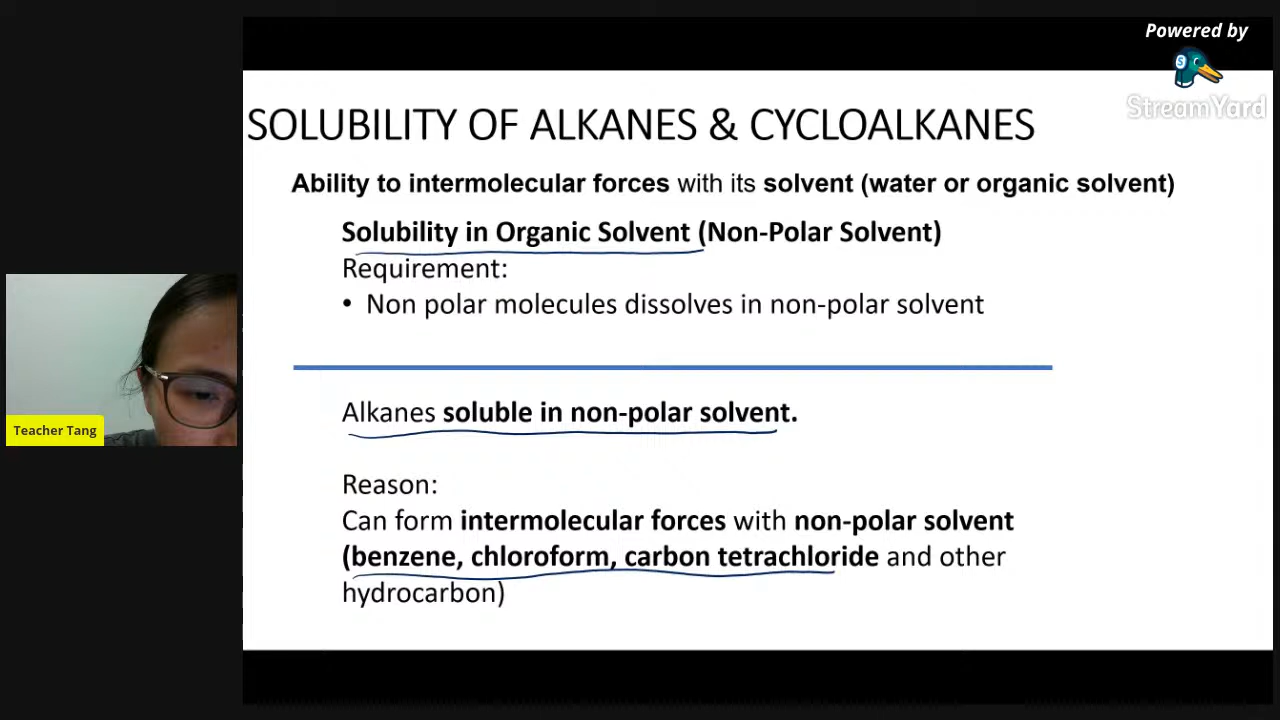 Powered by
StreamYard
SOLUBILITY OF ALKANES & CYCLOALKANES
Ability to intermolecular forces with its solvent (water or organic solvent)
Solubility in Organic Solvent (Non-Polar Solvent)
Requirement:
• Non polar molecules dissolves in non-polar solvent
Alkanes soluble in non-polar solvent.
Reason:
Can form intermolecular forces with non-polar solvent
(benzene, chloroform, carbon tetrachloride and other
hydrocarbon)
Teacher Tang